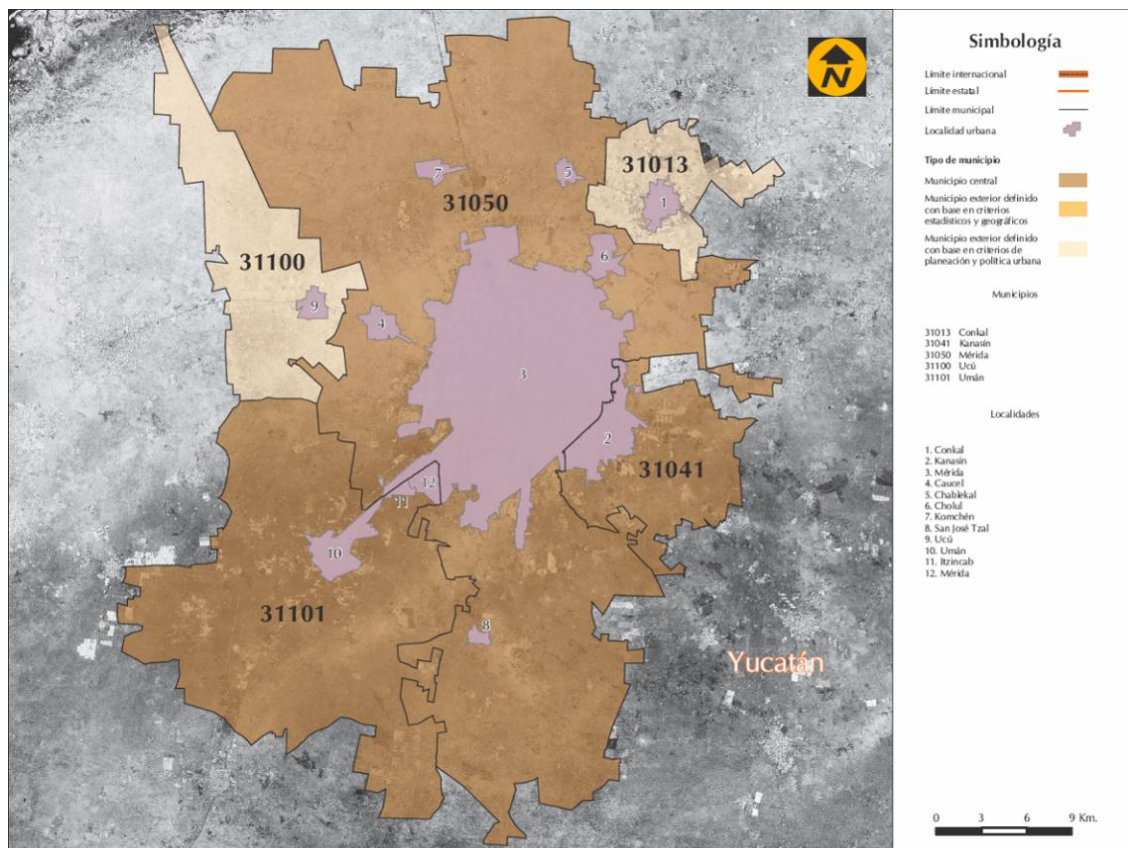 N
31013
7
5
1
31050
6
31100
9
4
3
2
31041
12
11
10
31101
8
Yucatán
Simbología
Límite internacional
Límite estatal
Límite municipal
Localidad urbana
Tipo de municipio
Municipio central
Municipio exterior definido
con base en criterios
estadísticos y geográficos
Municipio exterior definido
con base en criterios de
planeación y política urbana
Municipios
31013 Conkal
31041 Kanasín
31050 Mérida
31100 Ucú
31101 Umán
Localidades
1. Conkal
2. Kanasín
3. Mérida
4. Caucel
5. Chablekal
6. Cholul
7. Komchén
8. San José Tzal
9. Ucú
10. Umán
11. Itzincab
12. Mérida
0 3 6 9 Km.